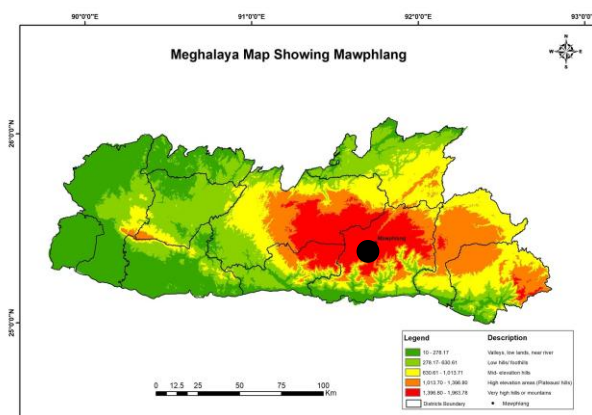 90°0'0"E 91°0'0"E 92°0'0"E 93°0'0"E
Meghalaya Map Showing Mawphlang
N
W E
S
26°0'0"N
Mawphlang
25°0'0"N
Legend Description
10 - 278.17 Valleys, low lands, near river
278.17- 630.61 Low hills/ foothills
630.61 - 1,013.71 Mid- elevation hills
1,013.70 - 1,396.80 High elevation areas (Plateaus/ hills)
1,396.80 - 1,963.78 Very high hills or mountains
Districts Boundary Mawphlang
0 12.5 25 50 75 100
Km